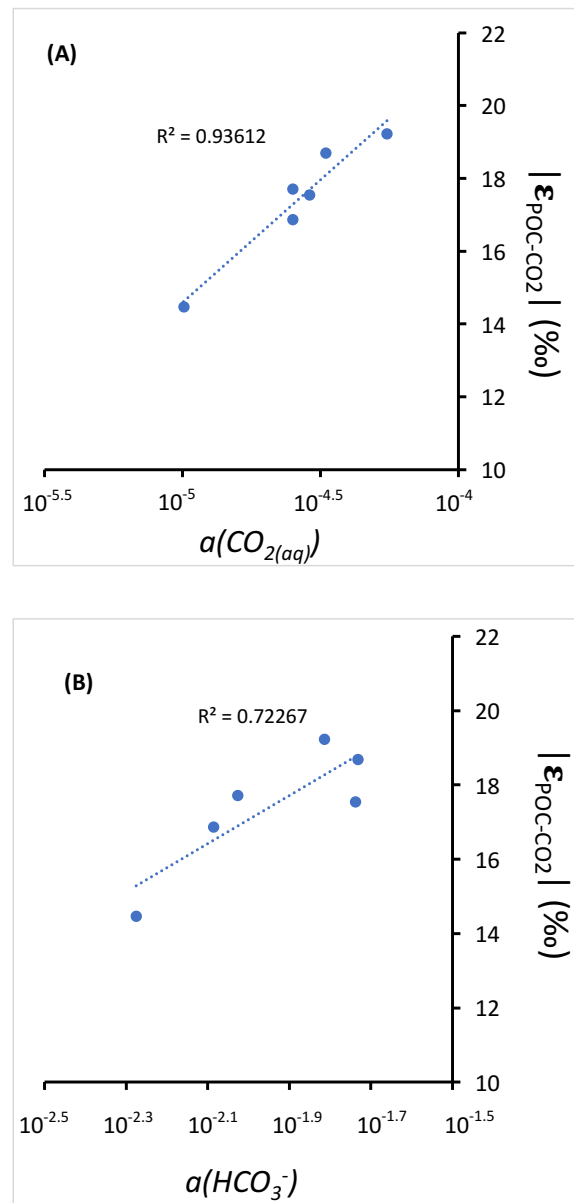 (A)
R² = 0.93612
22
20
18
16
14
12
10
|ε_POC-CO2| (‰)
10^-5.5 10^-5 10^-4.5 10^-4
a(CO_2(aq))
(B)
R² = 0.72267
22
20
18
16
14
12
10
|ε_POC-CO2| (‰)
10^-2.5 10^-2.3 10^-2.1 10^-1.9 10^-1.7 10^-1.5
a(HCO_3^-)